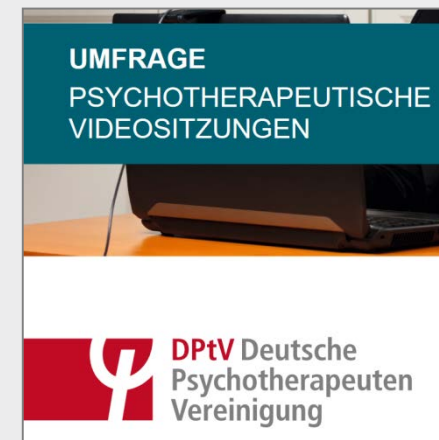 UMFRAGE
PSYCHOTHERAPEUTISCHE
VIDEOSITZUNGEN
DPtV Deutsche
Psychotherapeuten
Vereinigung